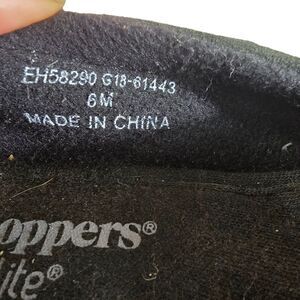 EH58290 G18-61443
6M
MADE IN CHINA
oppers®
lite®